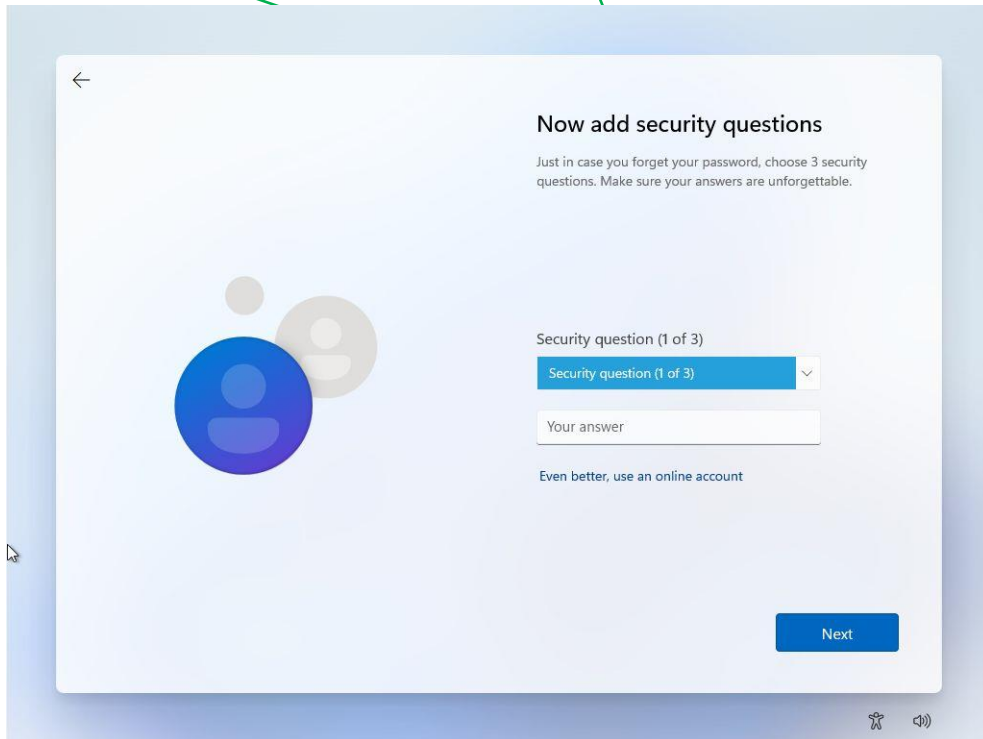 Now add security questions
Just in case you forget your password, choose 3 security
questions. Make sure your answers are unforgettable.
Security question (1 of 3)
Security question (1 of 3)
Your answer
Even better, use an online account
Next